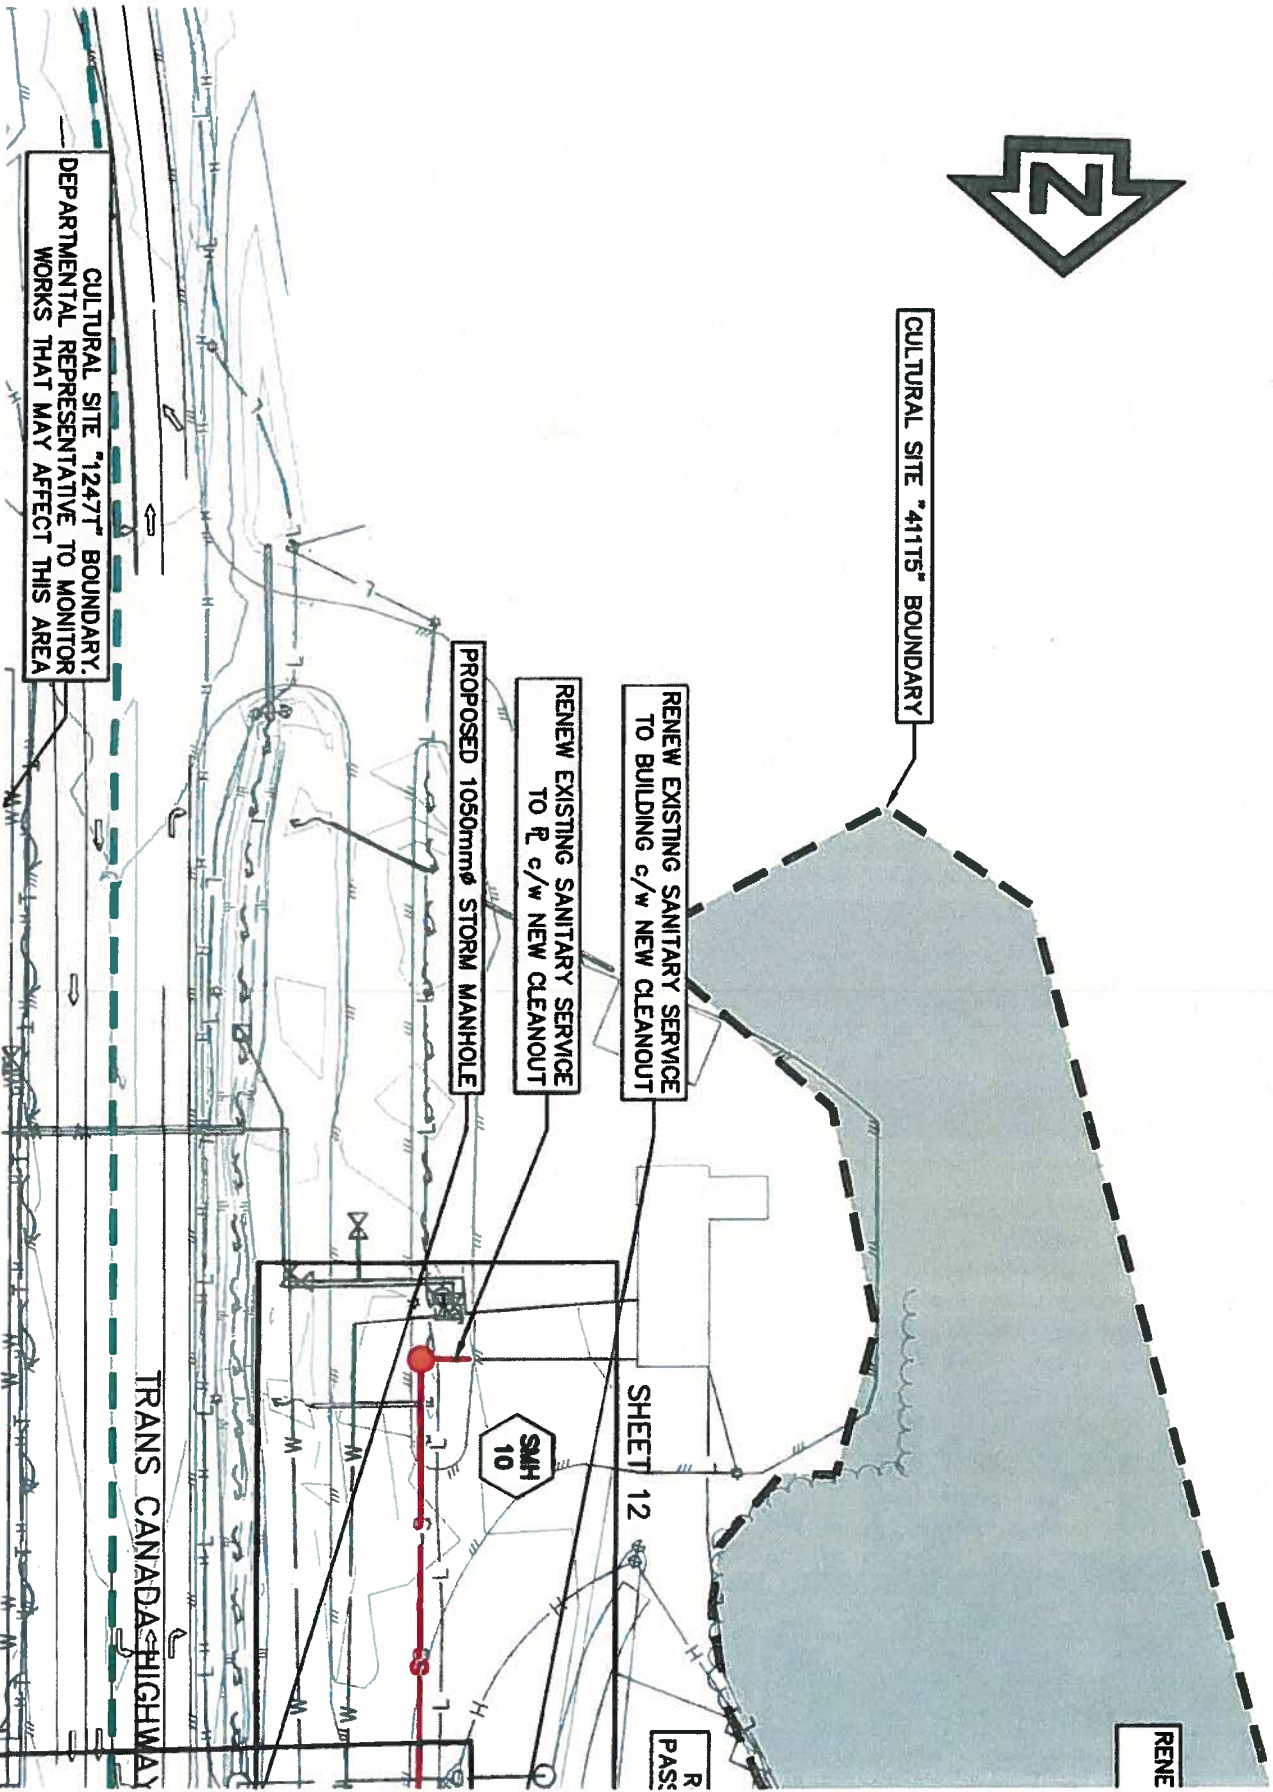 N
CULTURAL SITE "411T5" BOUNDARY
RENEW EXISTING SANITARY SERVICE
TO BUILDING c/w NEW CLEANOUT
RENEW EXISTING SANITARY SERVICE
TO ⅊ c/w NEW CLEANOUT
PROPOSED 1050mmø STORM MANHOLE
CULTURAL SITE "1247T" BOUNDARY.
DEPARTMENTAL REPRESENTATIVE TO MONITOR
WORKS THAT MAY AFFECT THIS AREA
SHEET 12
SMH
10
TRANS CANADA HIGHWAY
RENE
R
PASS